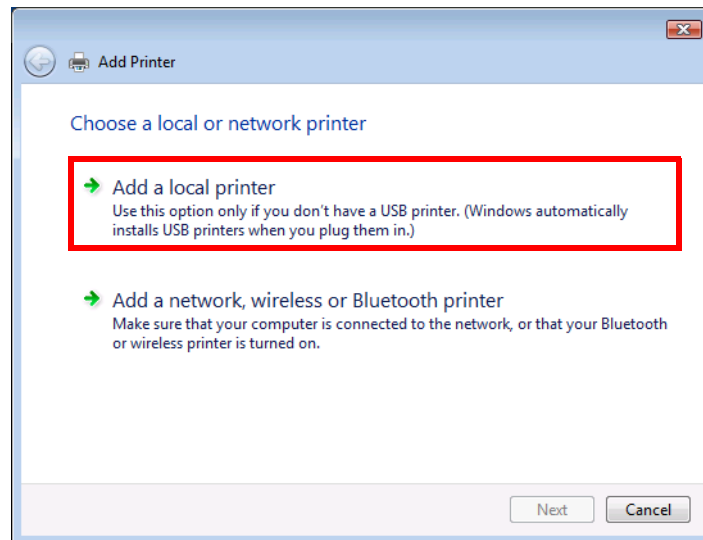 Add Printer
Choose a local or network printer
Add a local printer
Use this option only if you don't have a USB printer. (Windows automatically
installs USB printers when you plug them in.)
Add a network, wireless or Bluetooth printer
Make sure that your computer is connected to the network, or that your Bluetooth
or wireless printer is turned on.
Next
Cancel